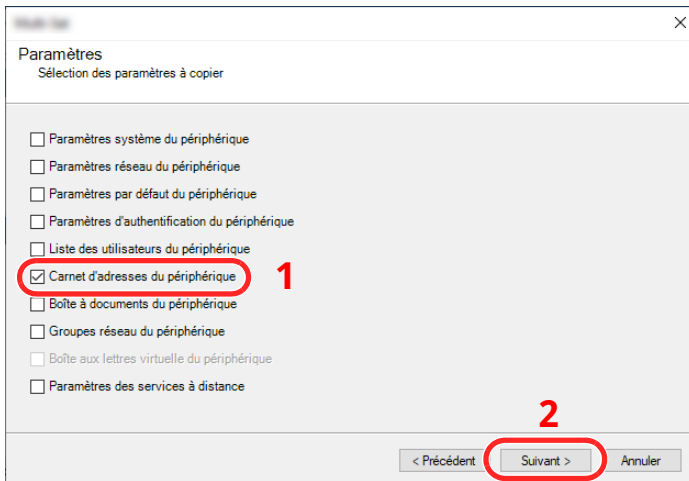 Paramètres
Sélection des paramètres à copier
Paramètres système du périphérique
Paramètres réseau du périphérique
Paramètres par défaut du périphérique
Paramètres d'authentification du périphérique
Liste des utilisateurs du périphérique
Carnet d'adresses du périphérique 1
Boîte à documents du périphérique
Groupes réseau du périphérique
Boîte aux lettres virtuelle du périphérique
Paramètres des services à distance
2
< Précédent Suivant > Annuler